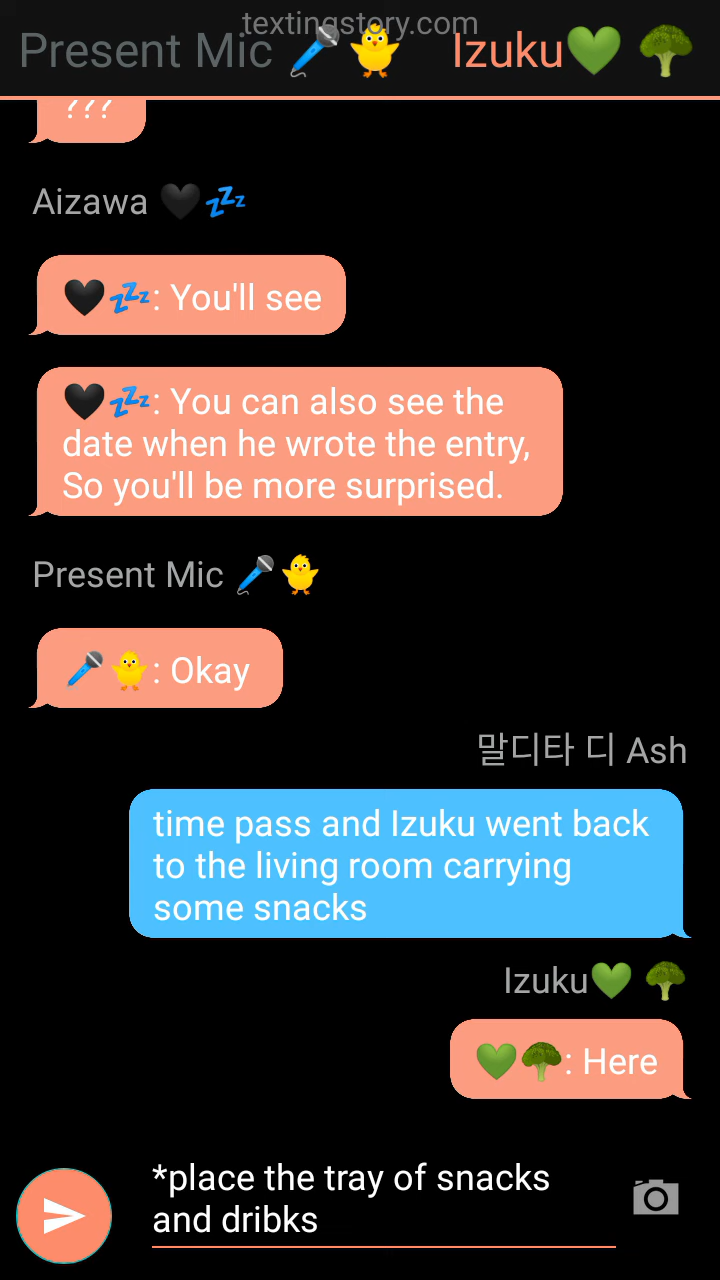 textingstory.com
Present Mic 🎤🐥 Izuku💚🥦
???
Aizawa 🖤💤
🖤💤: You'll see
🖤💤: You can also see the
date when he wrote the entry,
So you'll be more surprised.
Present Mic 🎤🐥
🎤🐥: Okay
말디타 디 Ash
time pass and Izuku went back
to the living room carrying
some snacks
Izuku💚🥦
💚🥦: Here
*place the tray of snacks
and dribks